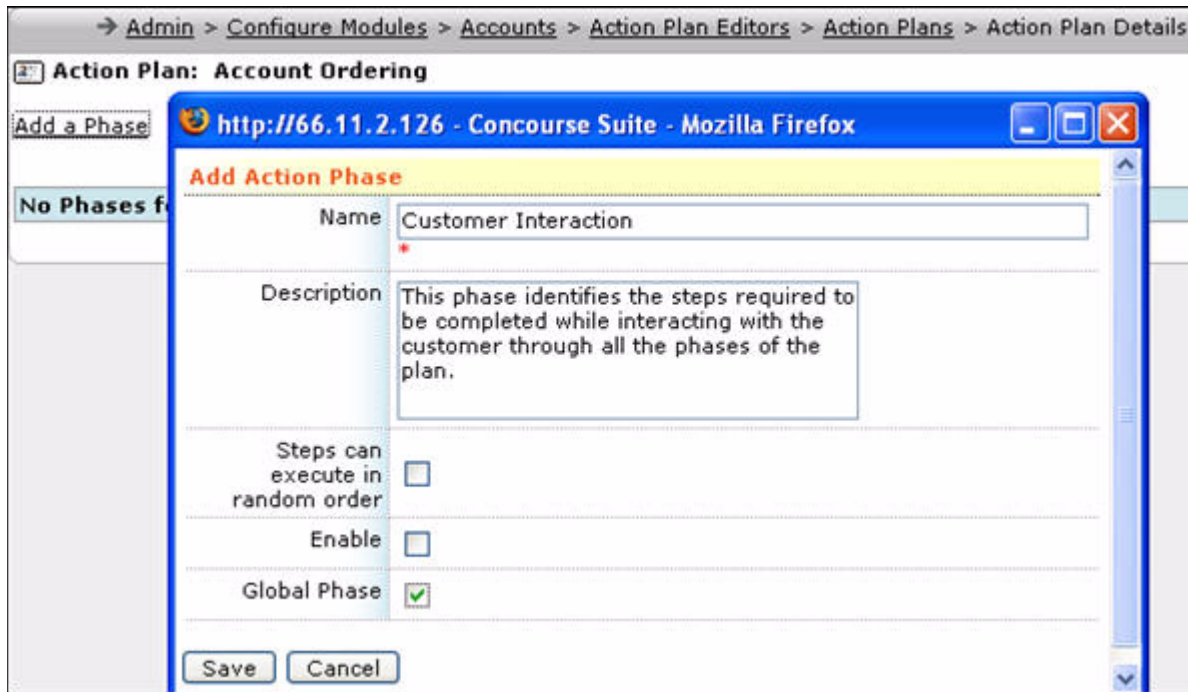 → Admin > Configure Modules > Accounts > Action Plan Editors > Action Plans > Action Plan Details
Action Plan: Account Ordering
Add a Phase
http://66.11.2.126 - Concourse Suite - Mozilla Firefox
Add Action Phase
No Phases
Name
Customer Interaction
*
Description
This phase identifies the steps required to
be completed while interacting with the
customer through all the phases of the
plan.
Steps can
execute in
random order
Enable
Global Phase
Save
Cancel